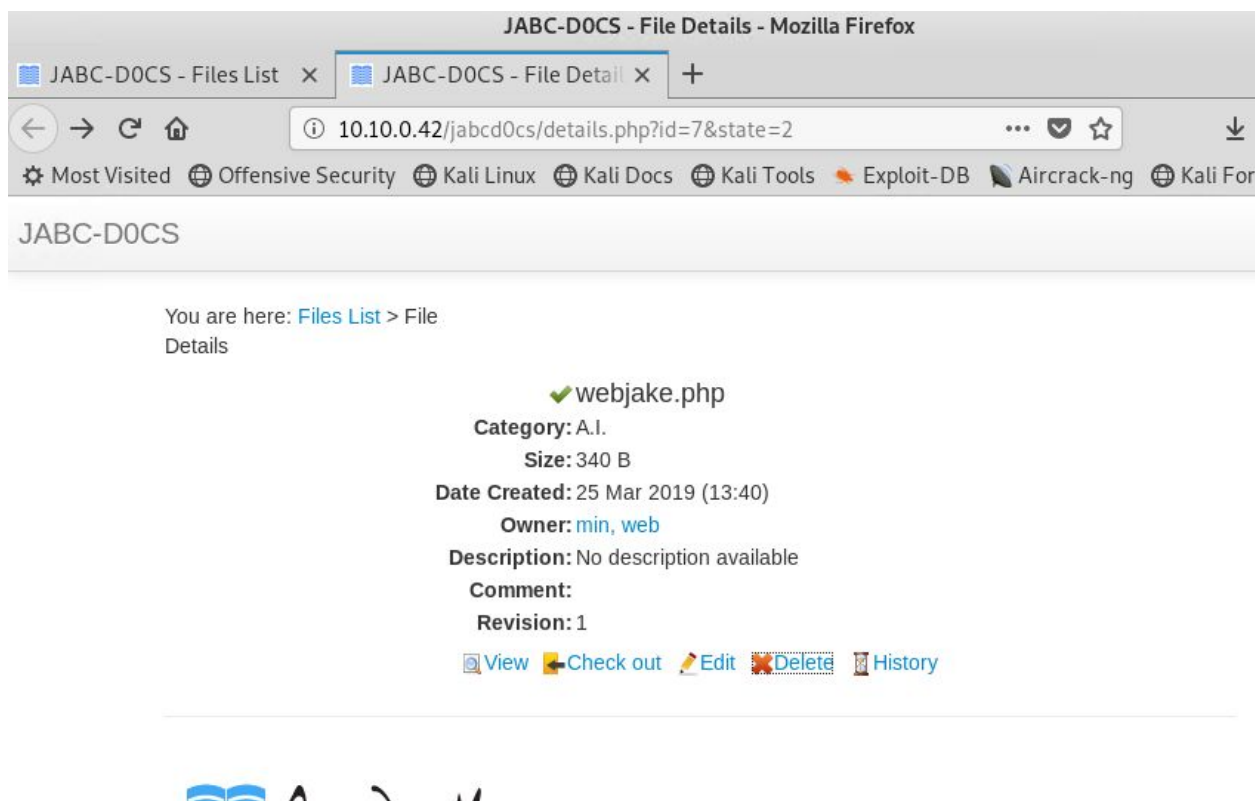 JABC-D0CS - File Details - Mozilla Firefox
JABC-D0CS - Files List
JABC-D0CS - File Detail
10.10.0.42/jabcd0cs/details.php?id=7&state=2
Most Visited Offensive Security Kali Linux Kali Docs Kali Tools Exploit-DB Aircrack-ng Kali For
JABC-D0CS
You are here: Files List > File
Details
webjake.php
Category: A.I.
Size: 340 B
Date Created: 25 Mar 2019 (13:40)
Owner: min, web
Description: No description available
Comment:
Revision: 1
View Check out Edit Delete History